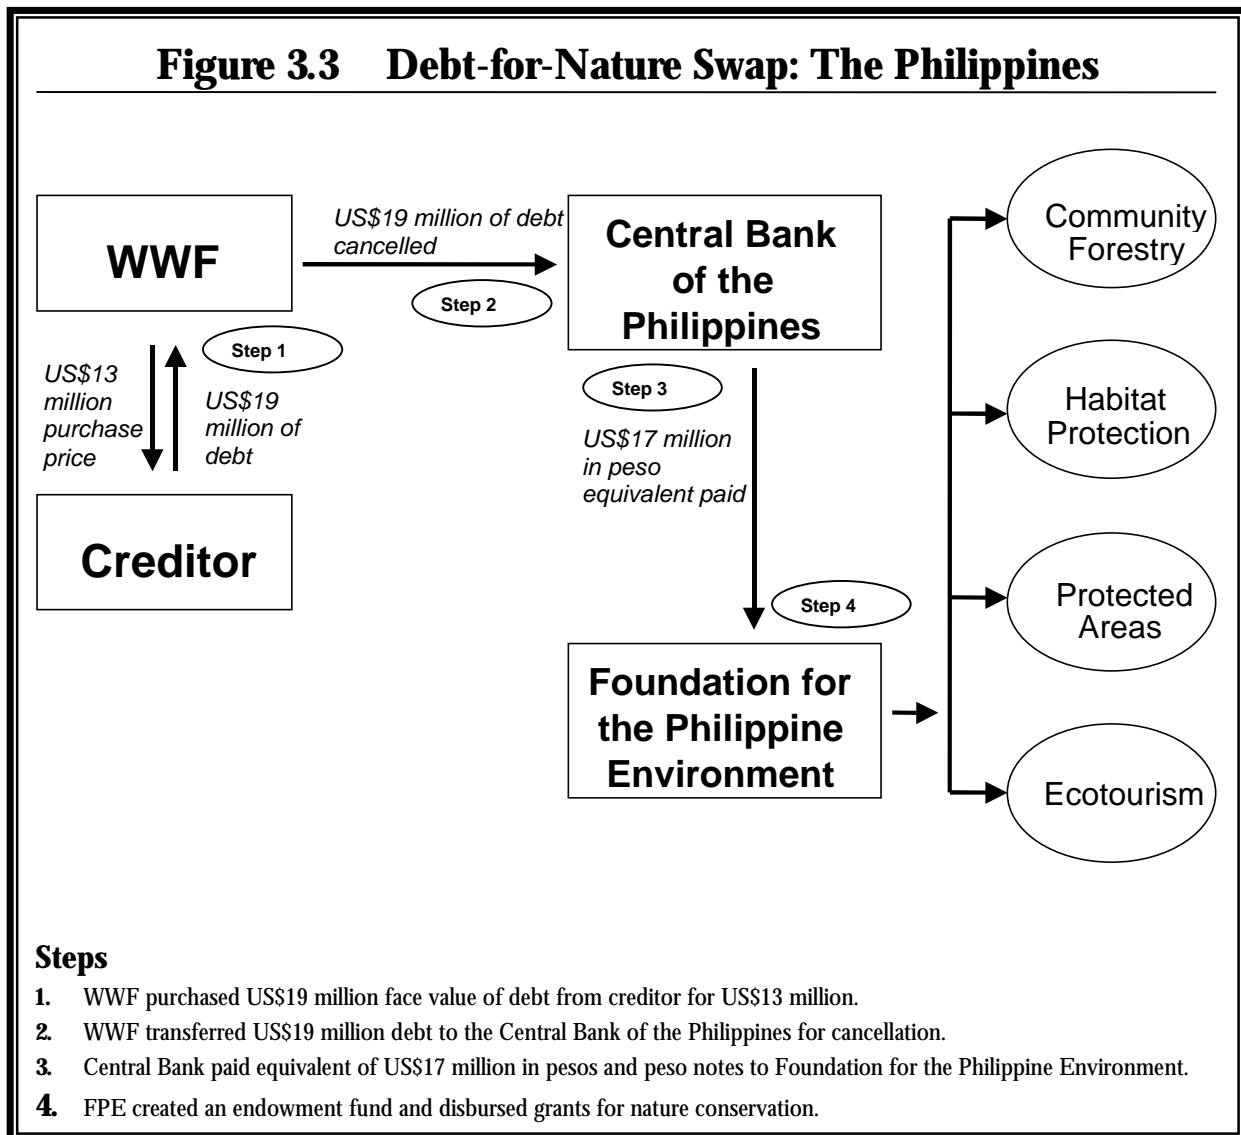 Figure 3.3 Debt-for-Nature Swap: The Philippines
WWF
US$19 million of debt
cancelled
Step 2
Central Bank
of the
Philippines
Step 1
US$13
million
purchase
price
US$19
million of
debt
Creditor
Step 3
US$17 million
in peso
equivalent paid
Step 4
Foundation for
the Philippine
Environment
Community
Forestry
Habitat
Protection
Protected
Areas
Ecotourism
Steps
1. WWF purchased US$19 million face value of debt from creditor for US$13 million.
2. WWF transferred US$19 million debt to the Central Bank of the Philippines for cancellation.
3. Central Bank paid equivalent of US$17 million in pesos and peso notes to Foundation for the Philippine Environment.
4. FPE created an endowment fund and disbursed grants for nature conservation.